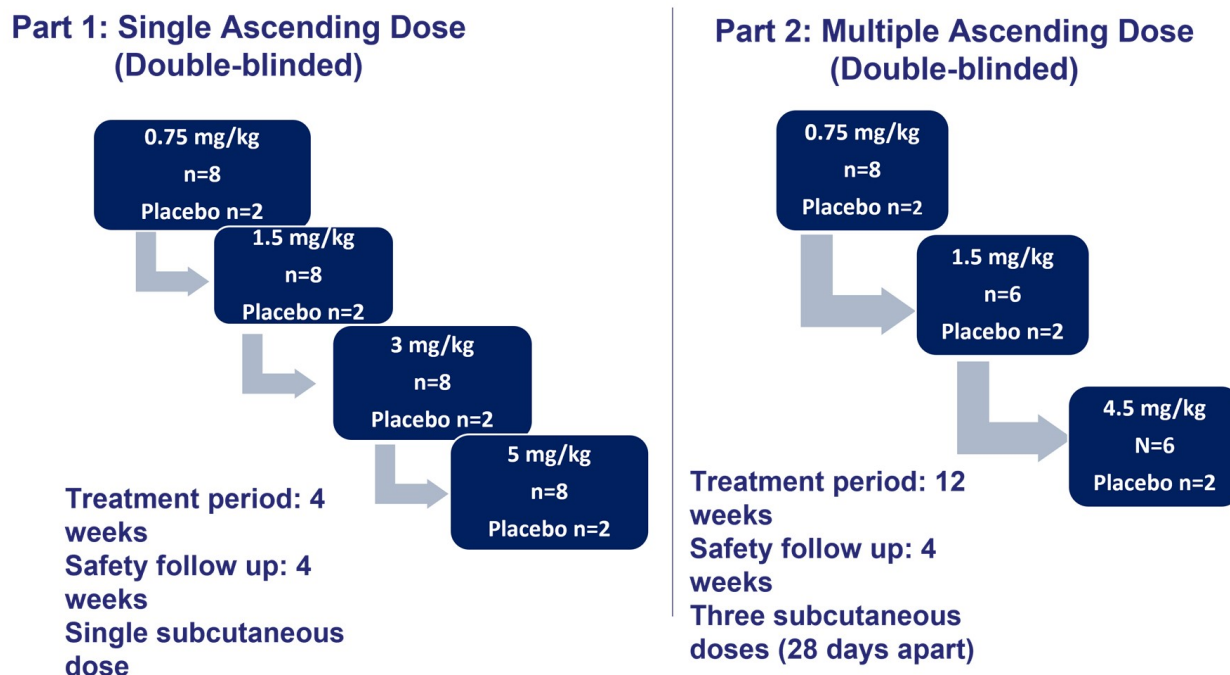 Part 1: Single Ascending Dose
(Double-blinded)
0.75 mg/kg
n=8
Placebo n=2
1.5 mg/kg
n=8
Placebo n=2
3 mg/kg
n=8
Placebo n=2
5 mg/kg
n=8
Placebo n=2
Treatment period: 4
weeks
Safety follow up: 4
weeks
Single subcutaneous
dose
Part 2: Multiple Ascending Dose
(Double-blinded)
0.75 mg/kg
n=8
Placebo n=2
1.5 mg/kg
n=6
Placebo n=2
4.5 mg/kg
N=6
Placebo n=2
Treatment period: 12
weeks
Safety follow up: 4
weeks
Three subcutaneous
doses (28 days apart)